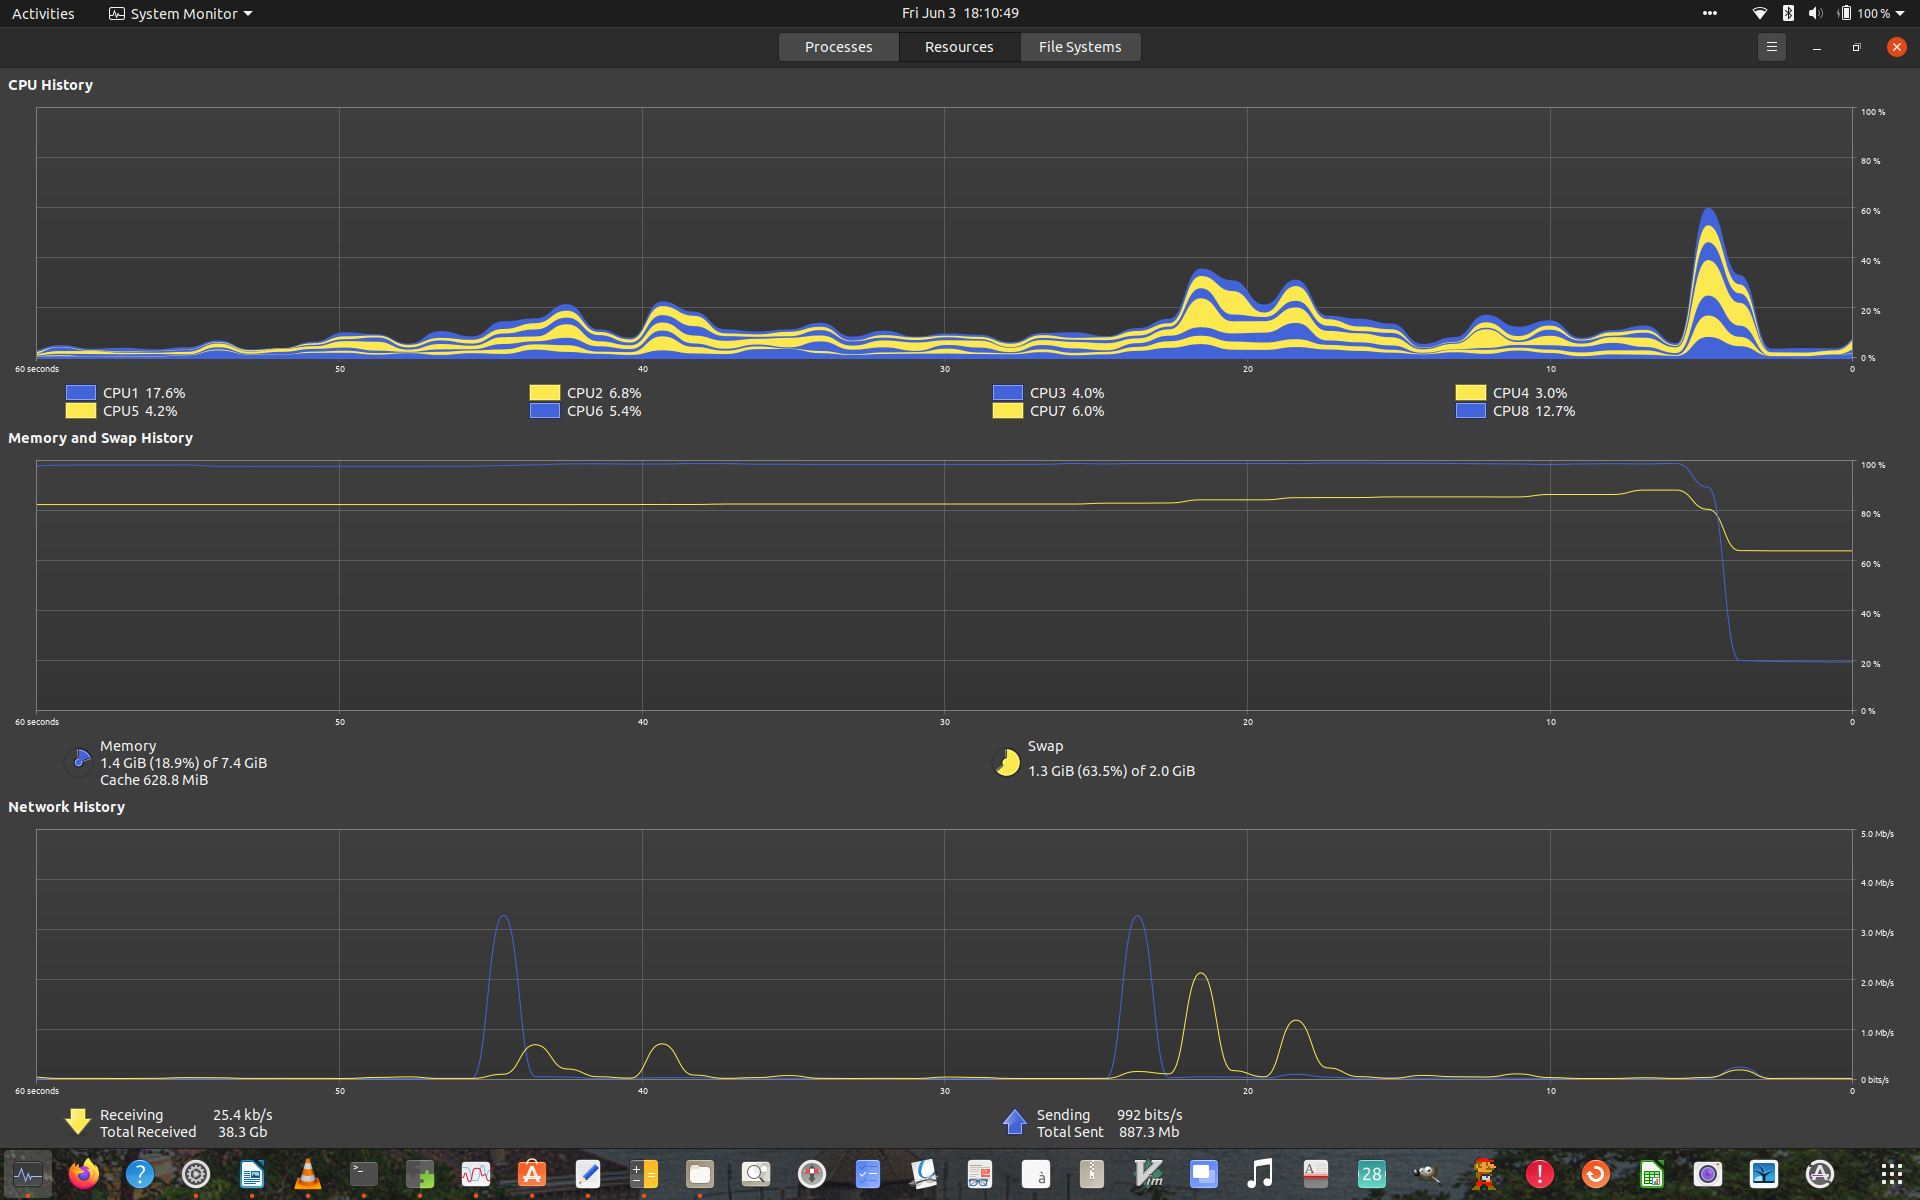 Activities System Monitor Fri Jun 3 18:10:49 100 %
Processes Resources File Systems
CPU History
100 %
80 %
60 %
40 %
20 %
0 %
60 seconds 50 40 30 20 10 0
CPU1 17.6% CPU2 6.8% CPU3 4.0% CPU4 3.0%
CPU5 4.2% CPU6 5.4% CPU7 6.0% CPU8 12.7%
Memory and Swap History
100 %
80 %
60 %
40 %
20 %
0 %
60 seconds 50 40 30 20 10 0
Memory Swap
1.4 GiB (18.9%) of 7.4 GiB 1.3 GiB (63.5%) of 2.0 GiB
Cache 628.8 MiB
Network History
5.0 Mb/s
4.0 Mb/s
3.0 Mb/s
2.0 Mb/s
1.0 Mb/s
0 bits/s
60 seconds 50 40 30 20 10 0
Receiving 25.4 kb/s Sending 992 bits/s
Total Received 38.3 Gb Total Sent 887.3 Mb
? >_ à Vim A 28 !